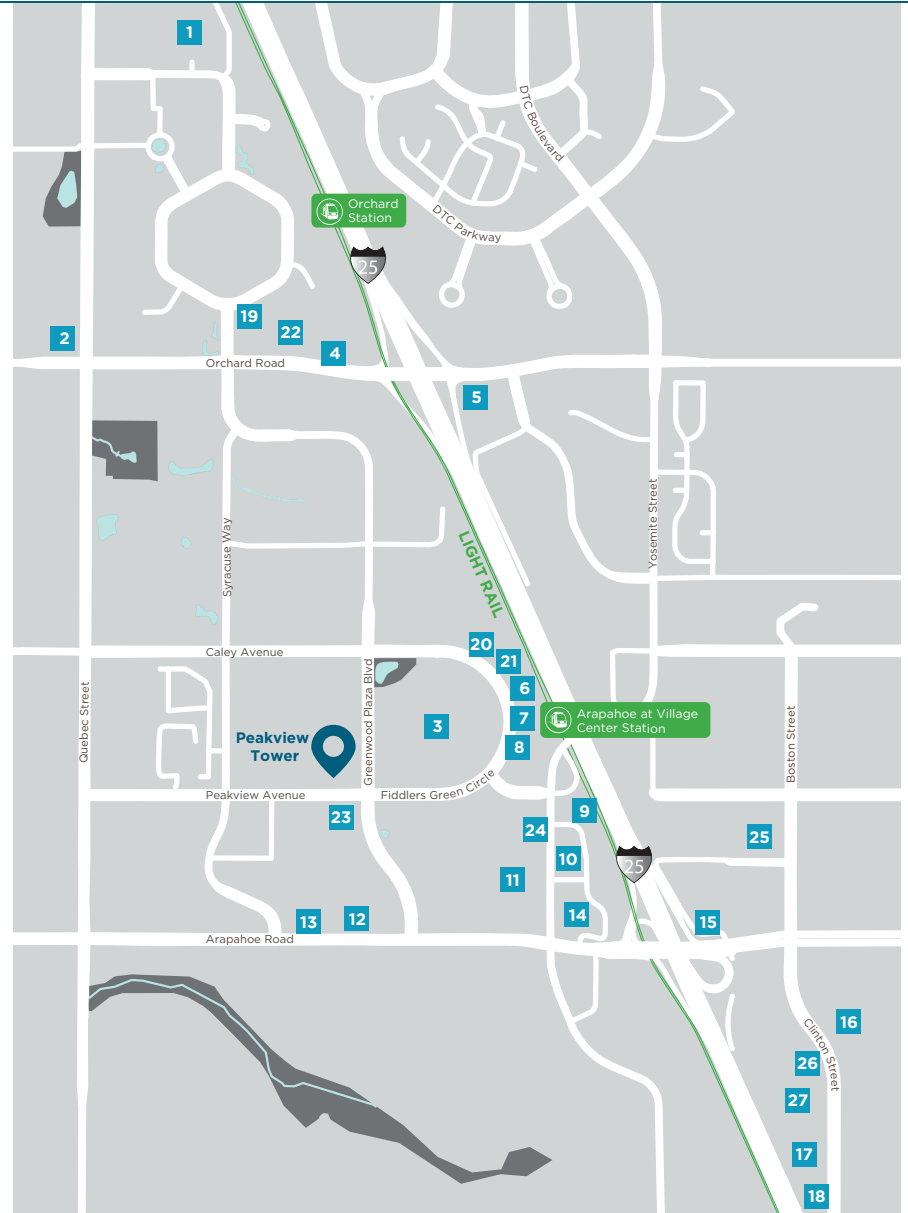 1
DTC Boulevard
Orchard
Station
DTC Parkway
25
19
22
2
4
Orchard Road
5
Yosemite Street
Syracuse Way
LIGHT RAIL
20
Caley Avenue
21
Greenwood Plaza Blvd
6
Quebec Street
3
7
Arapahoe at Village
Center Station
Boston Street
Peakview
Tower
8
Fiddlers Green Circle
Peakview Avenue
9
23
24
25
10
25
11
14
13
12
15
Arapahoe Road
16
Clinton Street
26
27
17
18